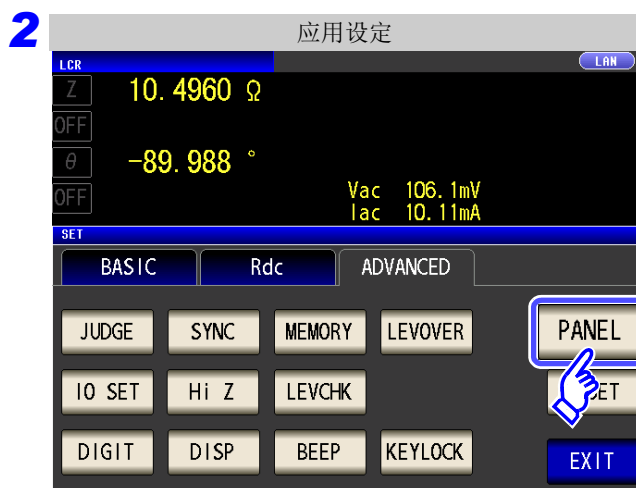 2
应用设定
LCR LAN
Z 10.4960 Ω
OFF
θ -89.988 °
OFF Vac 106.1mV
Iac 10.11mA
SET
BASIC Rdc ADVANCED
JUDGE SYNC MEMORY LEVOVER PANEL
IO SET Hi Z LEVCHK
DIGIT DISP BEEP KEYLOCK EXIT